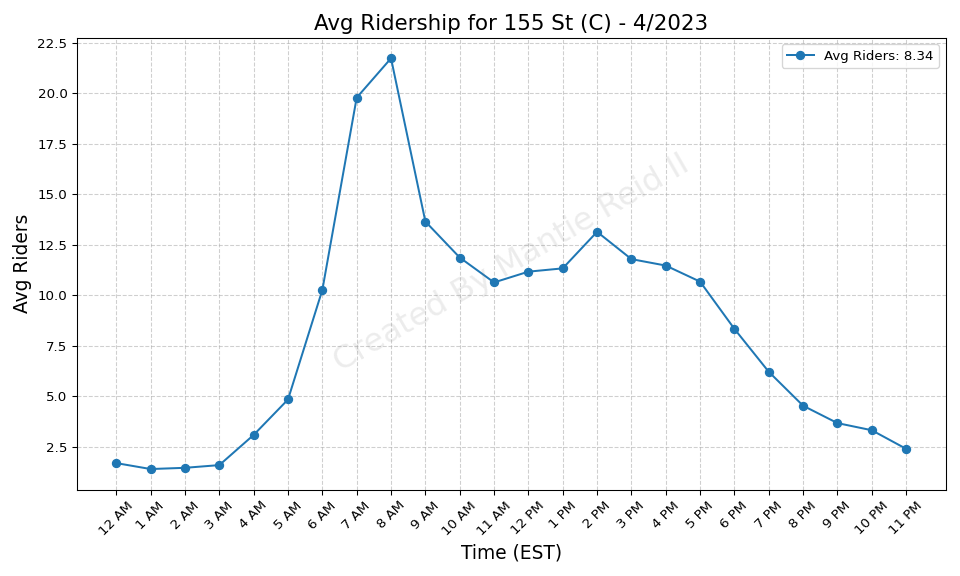 Avg Ridership for 155 St (C) - 4/2023
22.5
20.0
17.5
15.0
12.5
10.0
7.5
5.0
2.5
Avg Riders
Avg Riders: 8.34
Created By Mantie Reid II
12 AM
1 AM
2 AM
3 AM
4 AM
5 AM
6 AM
7 AM
8 AM
9 AM
10 AM
11 AM
12 PM
1 PM
2 PM
3 PM
4 PM
5 PM
6 PM
7 PM
8 PM
9 PM
10 PM
11 PM
Time (EST)